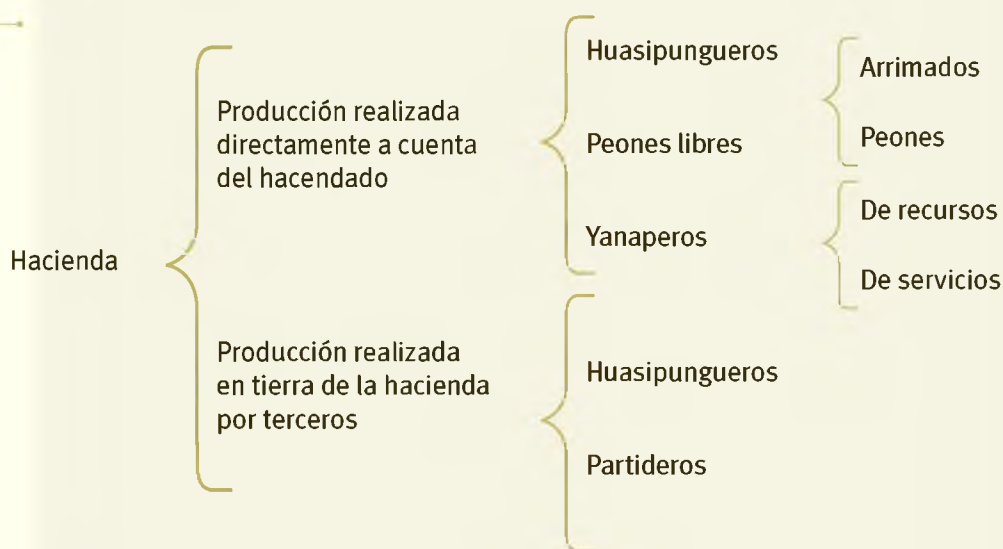 Hacienda
Producción realizada
directamente a cuenta
del hacendado
Huasipungueros
Peones libres
Arrimados
Peones
Yanaperos
De recursos
De servicios
Producción realizada
en tierra de la hacienda
por terceros
Huasipungueros
Partideros